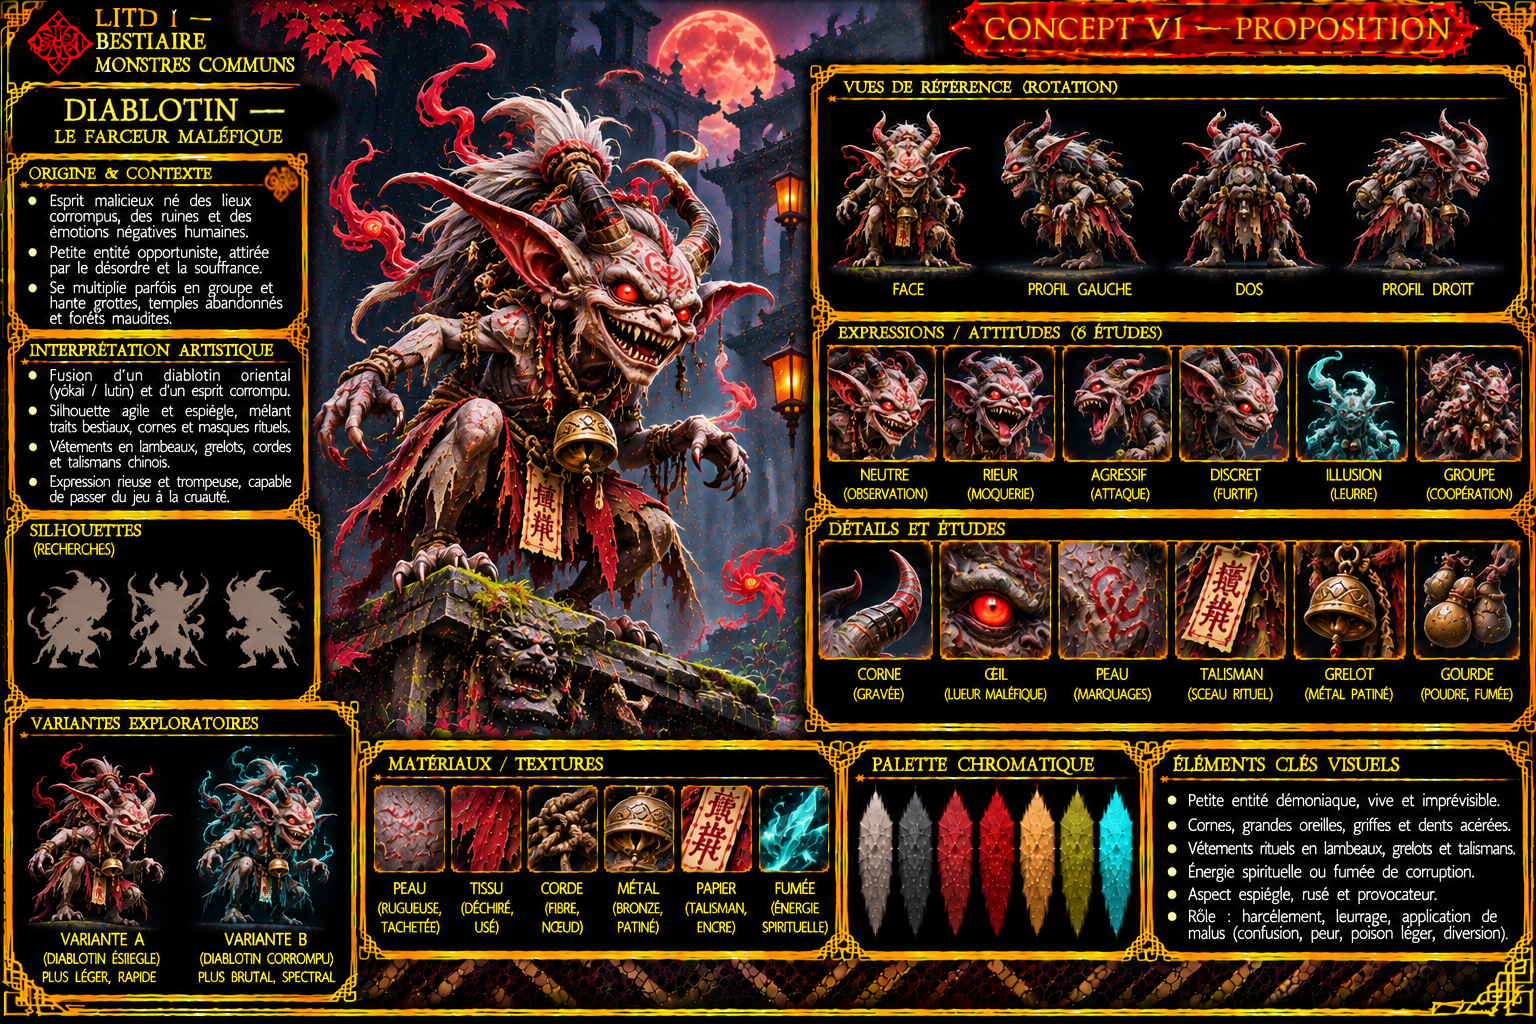 LITD I —
BESTIAIRE
MONSTRES COMMUNS
DIABLOTIN —
LE FARCEUR MALÉFIQUE
ORIGINE & CONTEXTE
Esprit malicieux né des lieux
corrompus, des ruines et des
émotions négatives humaines.
Petite entité opportuniste, attirée
par le désordre et la souffrance.
Se multiplie parfóis en groupe et
hante grottes, temples abandonnés
et forêts maudites.
INTERPRÉTATION ARTISTIQUE
Fusion d'un diablotin oriental
(yókai / lutin) et d'un esprit corrompu.
Silhouette agile et espiégle, mêlant
traits bestiaux, cornes et masques rituels.
Vétements en lambeaux, grelots, cordes
et talismans chinois.
Expression rieuse et trompeuse, capable
de passer du jeu á la cruauté.
SILHOUETTES
(RECHERCHES)
VARIANTES EXPLORATOIRES
VARIANTE A
(DIABLOTIN ÉSIIEGLE)
PLUS LÉGER, RAPIDE
VARIANTE B
(DIABLOTIN CORROMPU)
PLUS BRUTAL, SPECTRAL
CONCEPT V1 — PROPOSITION
VUES DE RÉFÉRENCE (ROTATION)
FACE
PROFIL GAUCHE
DOS
PROFIL DROTT
EXPRESSIONS / ATTITUDES (6 ÉTUDES)
NEUTRE
(OBSERVATION)
RIEUR
(MOQUERIE)
AGRESSIF
(ATTAQUE)
DISCRET
(FURTIF)
ILLUSION
(LEURRE)
GROUPE
(COOPÉRATION)
DÉTAILS ET ÉTUDES
CORNE
(GRAVÉE)
ŒIL
(LUEUR MALÉFIQUE)
PEAU
(MARQUAGES)
TALISMAN
(SCEAU RITUEL)
GRELOT
(MÉTAL PATINÉ)
GOURDE
(POUDRE, FUMÉE)
MATÉRIAUX / TEXTURES
PEAU
(RUGUEUSE,
TACHETÉE)
TISSU
(DÉCHIRÉ,
USÉ)
CORDE
(FIBRE,
NŒUD)
MÉTAL
(BRONZE,
PATINÉ)
PAPIER
(TALISMAN,
ENCRE)
FUMÉE
(ÉNERGIE
SPIRITUELLE)
PALETTE CHROMATIQUE
ÉLÉMENTS CLÉS VISUELS
Petite entité démoniaque, vive et imprévisible.
Cornes, grandes oreilles, griffes et dents acérées.
Vétements rituels en lambeaux, grelots et talismans.
Énergie spirituelle ou fumée de corruption.
Aspect espiégle, rusé et provocateur.
Rôle : harcélement, leurrage, application de
malus (confusion, peur, poison léger, diversion).